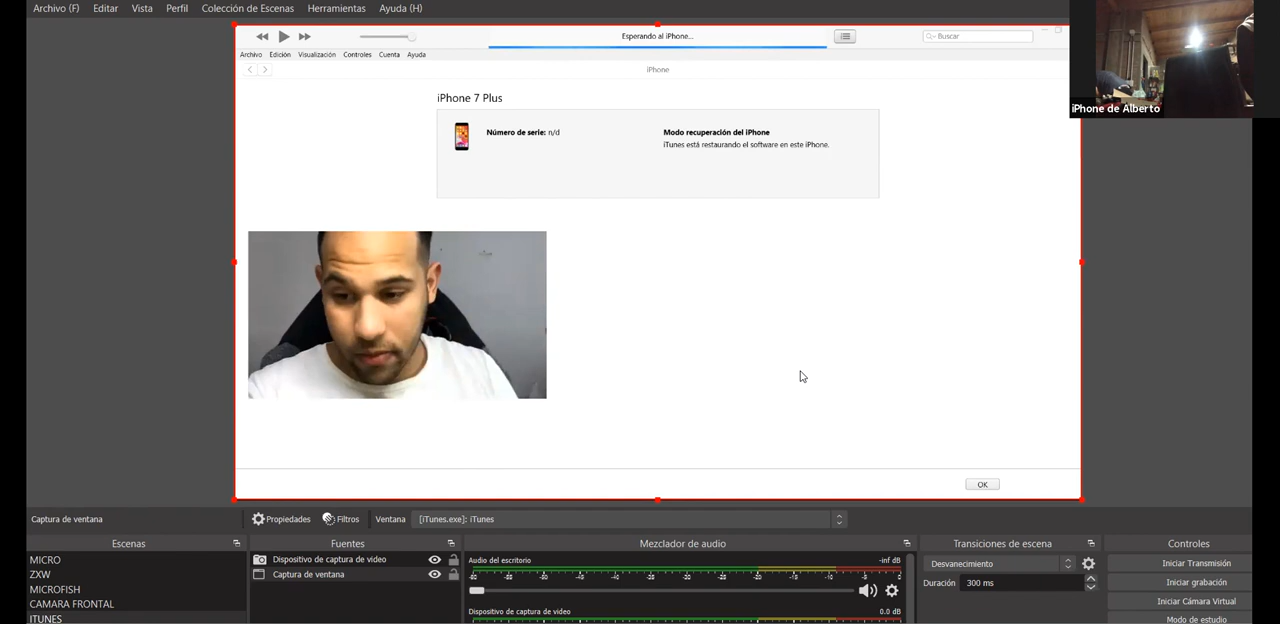 Archivo (F) Editar Vista Perfil Colección de Escenas Herramientas Ayuda (H)
Esperando al iPhone...
Buscar
Archivo Edición Visualización Controles Cuenta Ayuda
iPhone
iPhone de Alberto
iPhone 7 Plus
Número de serie: n/d
Modo recuperación del iPhone
iTunes está restaurando el software en este iPhone.
OK
Captura de ventana
Propiedades Filtros Ventana [iTunes.exe]: iTunes
Escenas Fuentes Mezclador de audio Transiciones de escena Controles
MICRO
ZXW
MICROFISH
CAMARA FRONTAL
ITUNES
Dispositivo de captura de video
Captura de ventana
Audio del escritorio -inf dB
Dispositivo de captura de video 0.0 dB
Desvanecimiento
Duración 300 ms
Iniciar Transmisión
Iniciar grabación
Iniciar Cámara Virtual
Modo de estudio